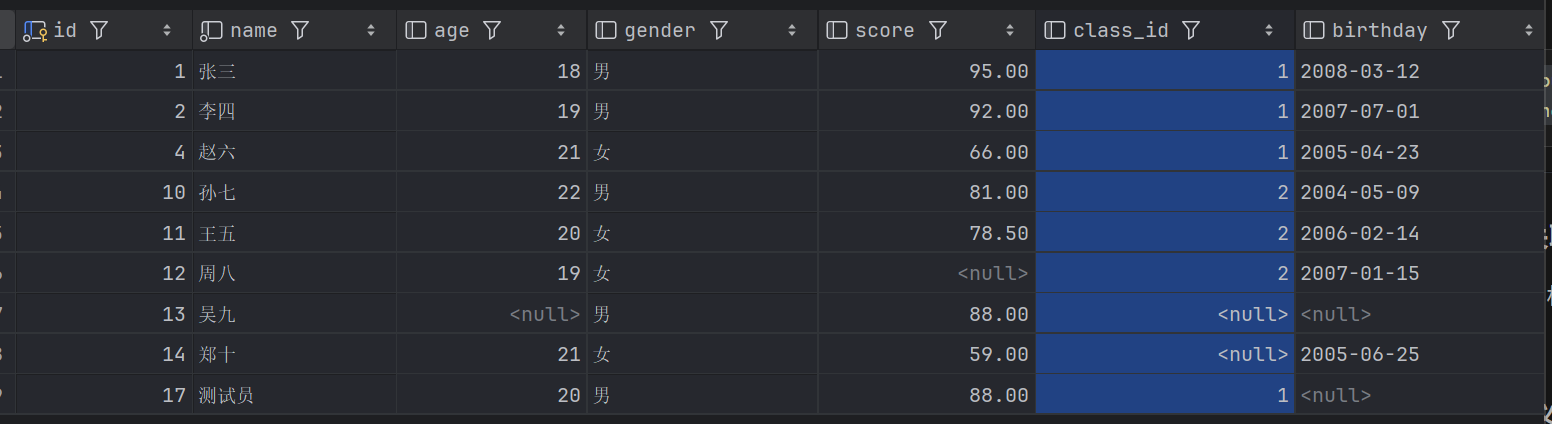 id name age gender score class_id birthday
1 张三 18 男 95.00 1 2008-03-12
2 李四 19 男 92.00 1 2007-07-01
4 赵六 21 女 66.00 1 2005-04-23
10 孙七 22 男 81.00 2 2004-05-09
11 王五 20 女 78.50 2 2006-02-14
12 周八 19 女 <null> 2 2007-01-15
13 吴九 <null> 男 88.00 <null> <null>
14 郑十 21 女 59.00 <null> 2005-06-25
17 测试员 20 男 88.00 1 <null>